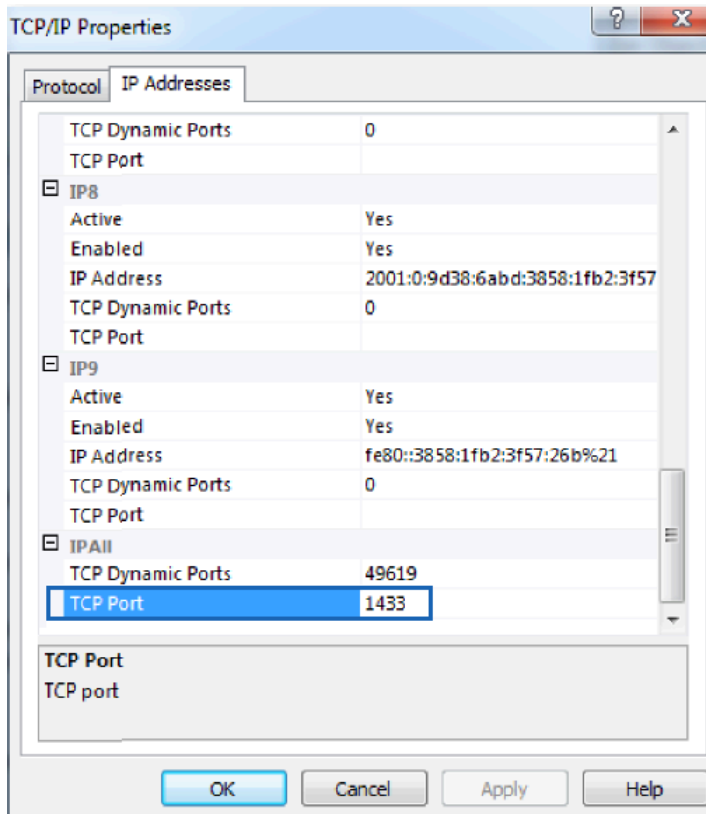 TCP/IP Properties
?
Protocol IP Addresses
TCP Dynamic Ports 0
TCP Port
IP8
Active Yes
Enabled Yes
IP Address 2001:0:9d38:6abd:3858:1fb2:3f57
TCP Dynamic Ports 0
TCP Port
IP9
Active Yes
Enabled Yes
IP Address fe80::3858:1fb2:3f57:26b%21
TCP Dynamic Ports 0
TCP Port
IPAll
TCP Dynamic Ports 49619
TCP Port 1433
TCP Port
TCP port
OK Cancel Apply Help